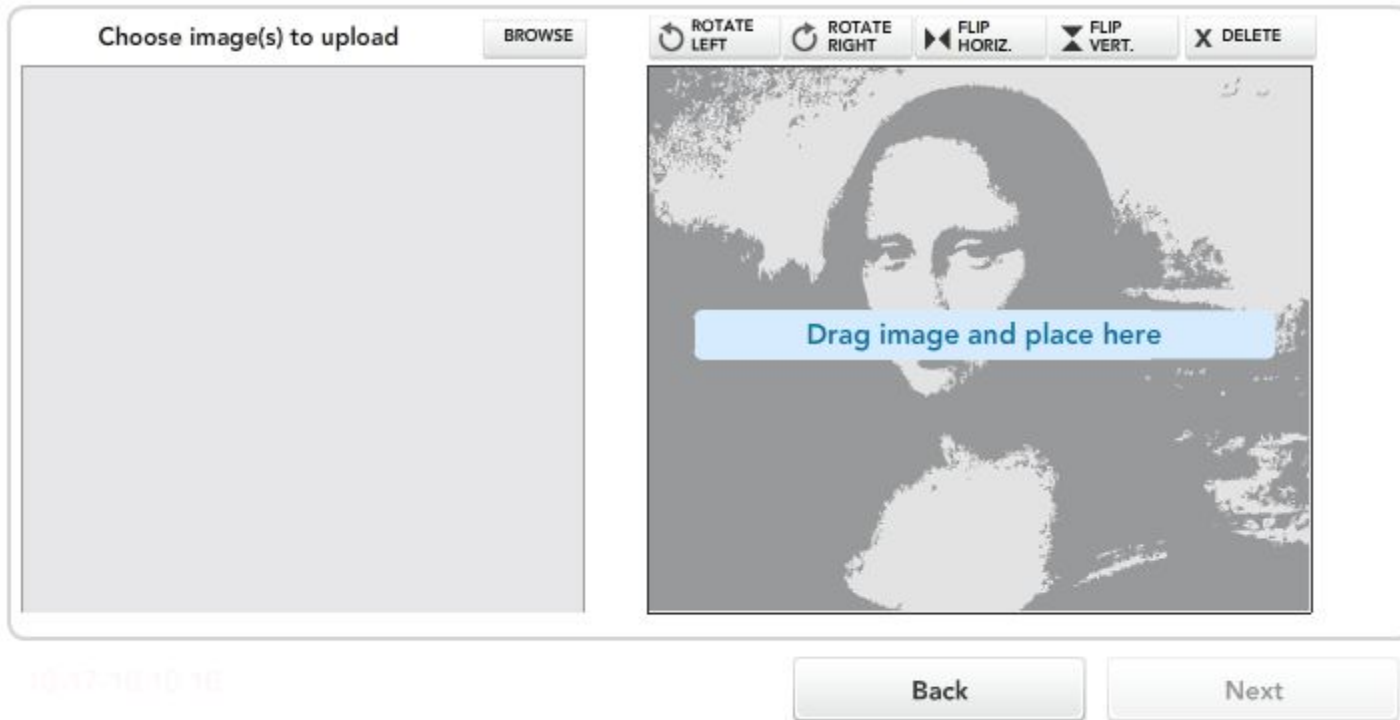 Choose image(s) to upload
BROWSE
ROTATE
LEFT
ROTATE
RIGHT
FLIP
HORIZ.
FLIP
VERT.
X DELETE
Drag image and place here
Back
Next